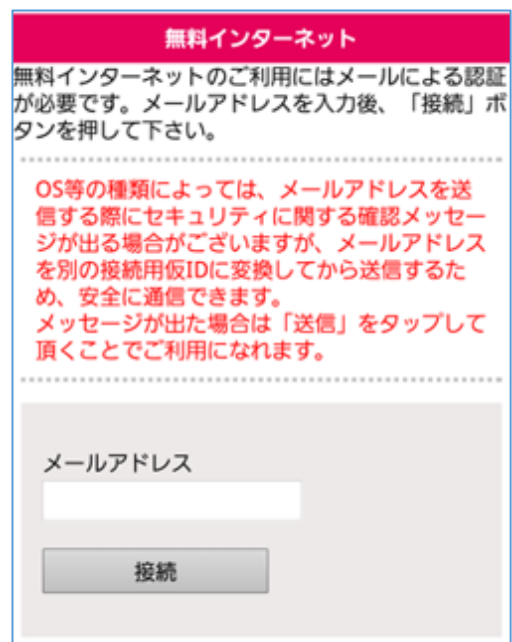 無料インターネット
無料インターネットのご利用にはメールによる認証
が必要です。メールアドレスを入力後、「接続」ボ
タンを押して下さい。
OS等の種類によっては、メールアドレスを送
信する際にセキュリティに関する確認メッセー
ジが出る場合がございますが、メールアドレス
を別の接続用仮IDに変換してから送信するた
め、安全に通信できます。
メッセージが出た場合は「送信」をタップして
頂くことでご利用になれます。
メールアドレス
接続